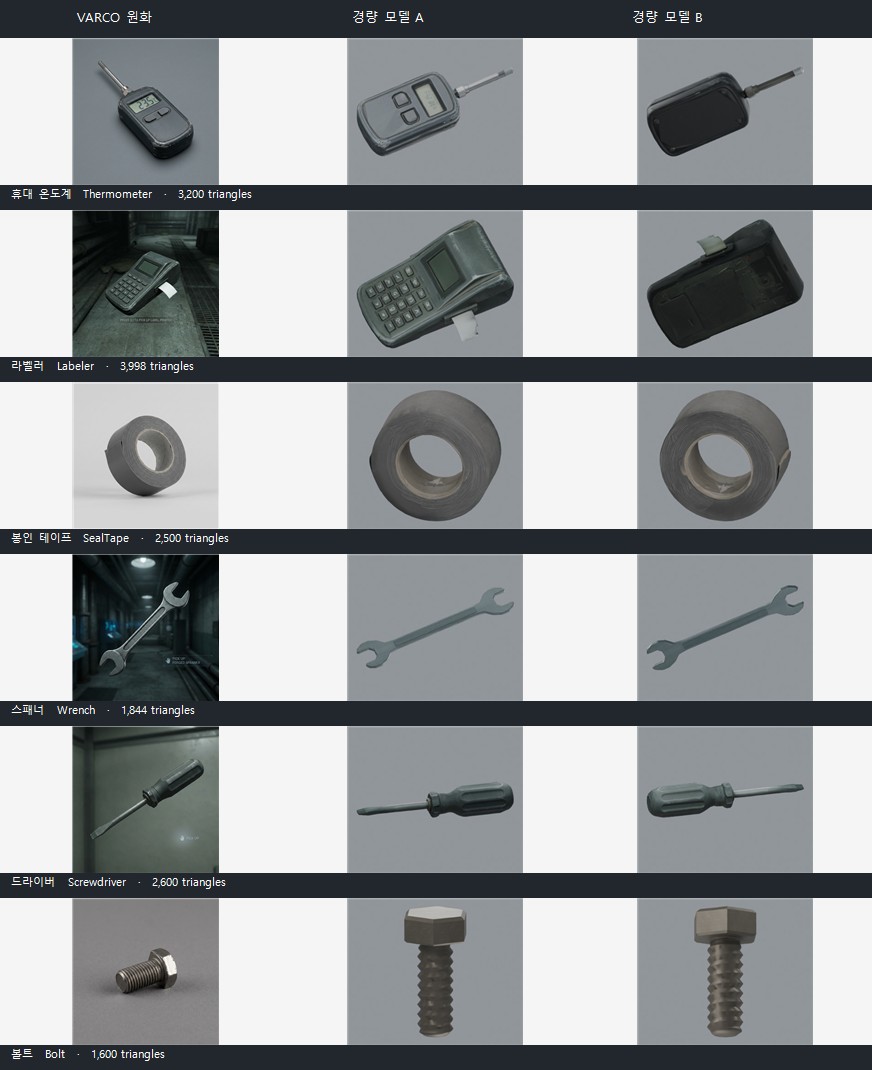 VARCO 원화 경량 모델 A 경량 모델 B
휴대 온도계 Thermometer · 3,200 triangles
라벨러 Labeler · 3,998 triangles
봉인 테이프 SealTape · 2,500 triangles
스패너 Wrench · 1,844 triangles
드라이버 Screwdriver · 2,600 triangles
볼트 Bolt · 1,600 triangles